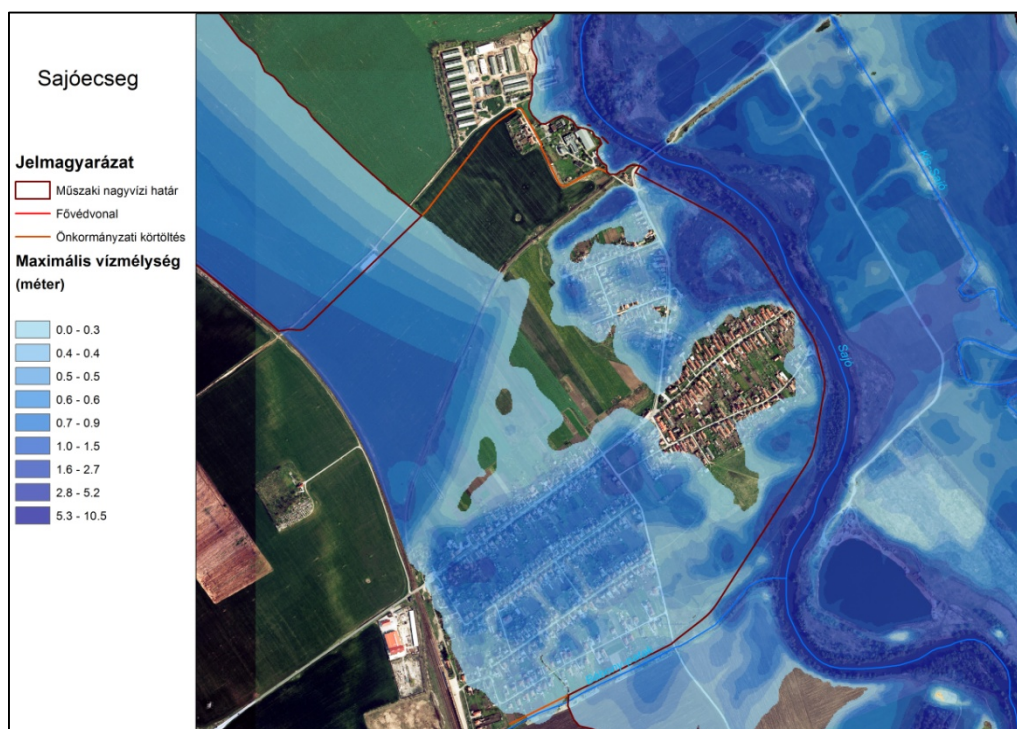 Sajóecseg
Jelmagyarázat
Műszaki nagyvízi határ
Fővédvonal
Önkormányzati körtöltés
Maximális vízmélység
(méter)
0.0 - 0.3
0.4 - 0.4
0.5 - 0.5
0.6 - 0.6
0.7 - 0.9
1.0 - 1.5
1.6 - 2.7
2.8 - 5.2
5.3 - 10.5
Kis-Sajó
Sajó